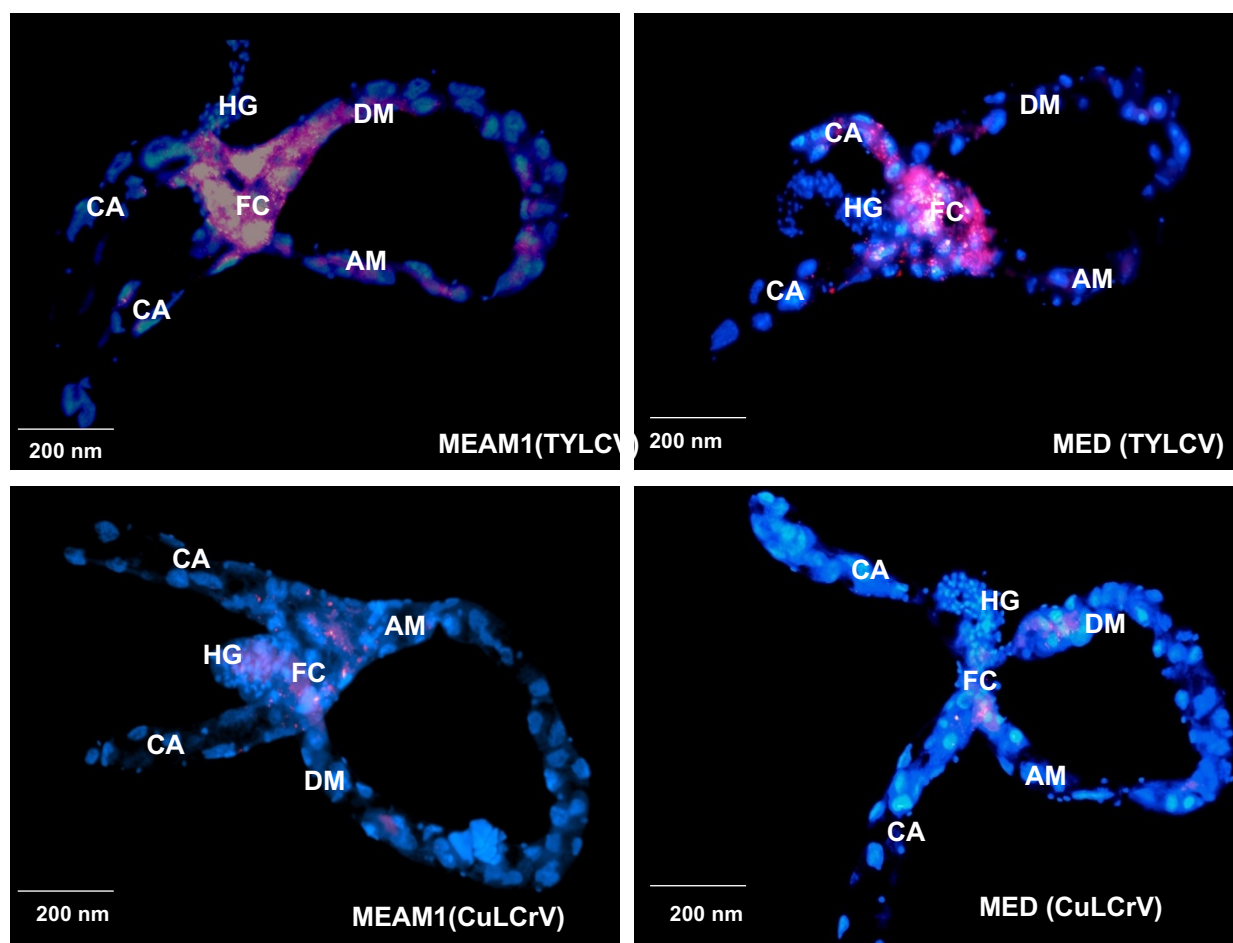 HG
DM
CA
FC
AM
CA
200 nm
MEAM1(TYLCV)
DM
CA
HG
FC
AM
CA
200 nm
MED (TYLCV)
CA
AM
HG
FC
CA
DM
200 nm
MEAM1(CuLCrV)
CA
HG
DM
FC
AM
CA
200 nm
MED (CuLCrV)